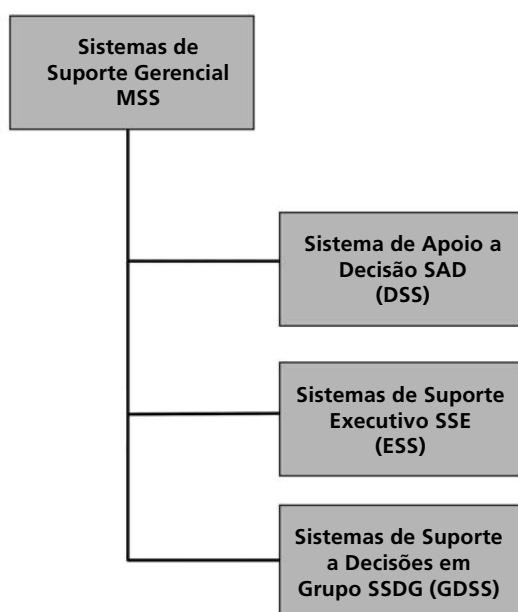 Sistemas de
Suporte Gerencial
MSS
Sistema de Apoio a
Decisão SAD
(DSS)
Sistemas de Suporte
Executivo SSE
(ESS)
Sistemas de Suporte
a Decisões em
Grupo SSDG (GDSS)